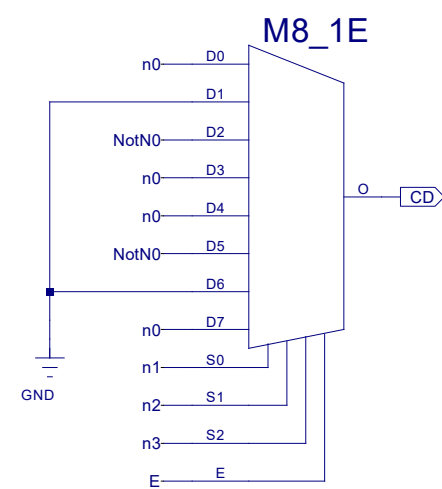 M8_1E
n0 D0
D1
NotN0 D2
n0 D3
n0 D4
NotN0 D5
D6
n0 D7
n1 S0
n2 S1
n3 S2
E E
O CD
GND